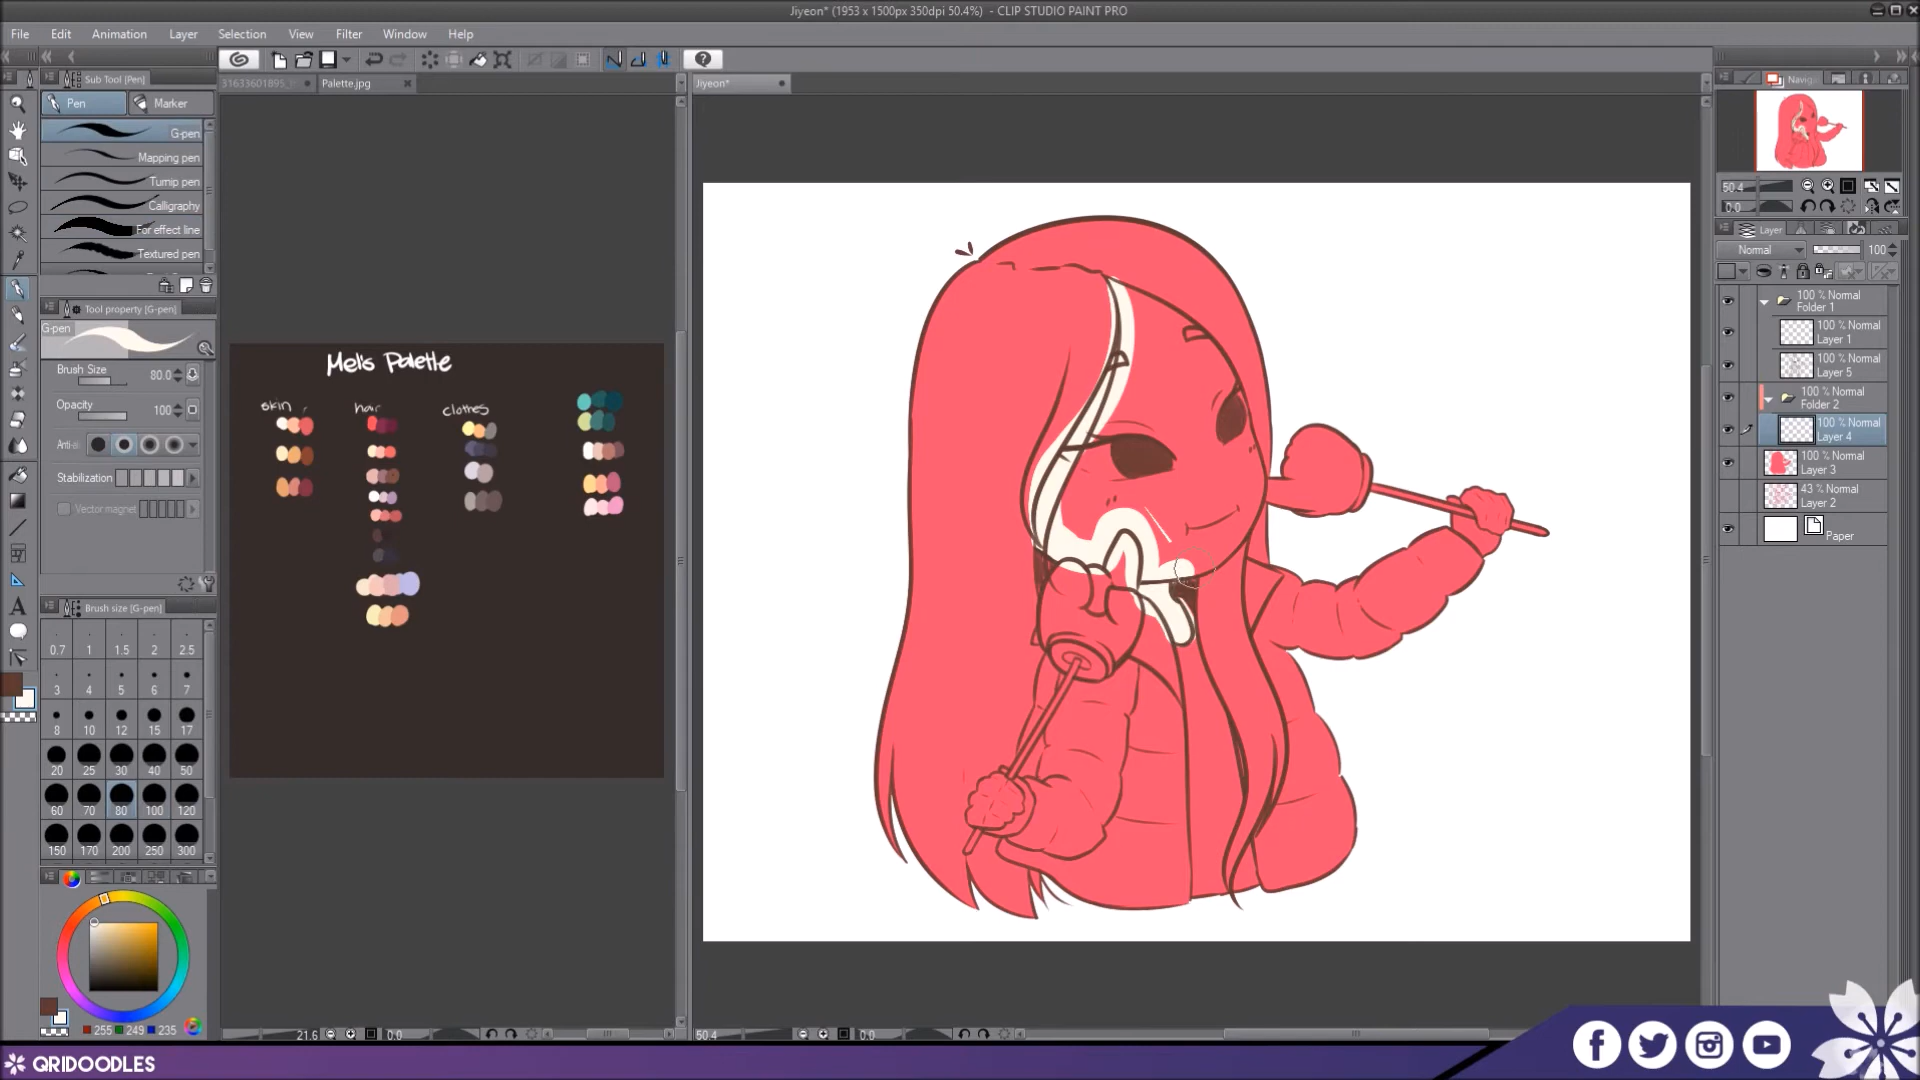 Jiyeon* (1953 x 1500px 350dpi 50.4%) - CLIP STUDIO PAINT PRO
File Edit Animation Layer Selection View Filter Window Help
Sub Tool [Pen]
Pen Marker
G-pen
Mapping pen
Turnip pen
Calligraphy
For effect line
Textured pen
Tool property [G-pen]
G-pen
Brush Size 80.0
Opacity 100
Stabilization
Vector magnet
Brush size [G-pen]
0.7 1 1.5 2 2.5
3 4 5 6 7
8 10 12 15 17
20 25 30 40 50
60 70 80 100 120
150 170 200 250 300
255 249 235
31633601895_ Palette.jpg
Mel's Palette
skin hair clothes
21.6 0.0
Jiyeon*
50.4 0.0
50.4
0.0
Layer
Normal 100
100 % Normal
Folder 1
100 % Normal
Layer 1
100 % Normal
Layer 5
100 % Normal
Folder 2
100 % Normal
Layer 4
100 % Normal
Layer 3
43 % Normal
Layer 2
Paper
QRIDOODLES